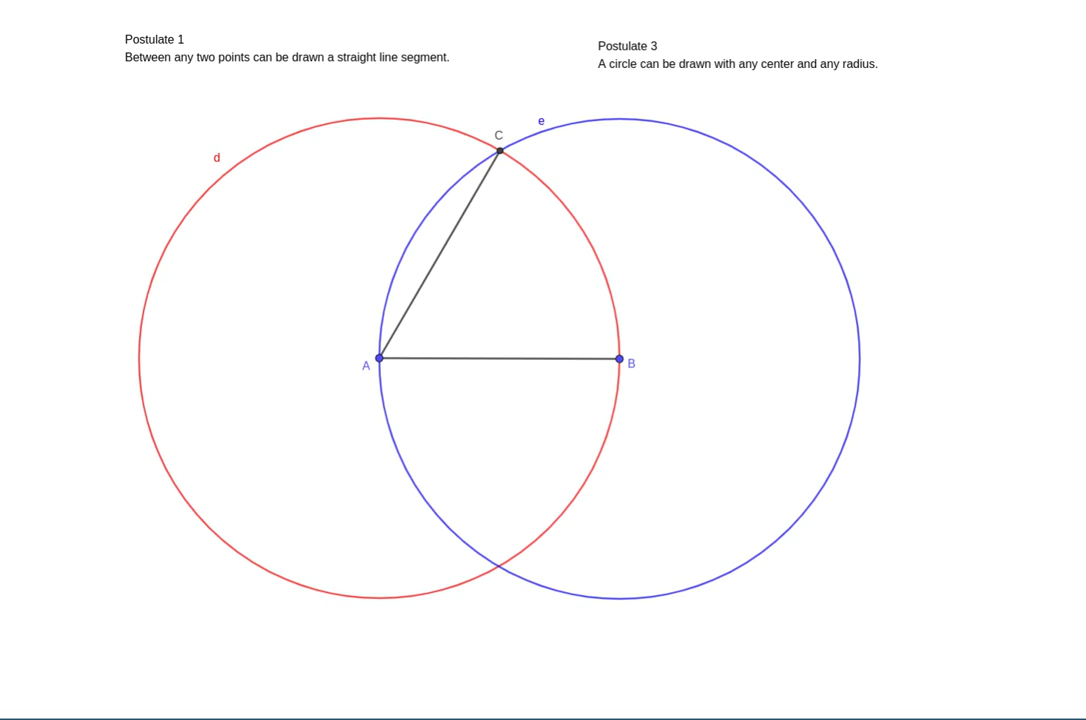 Postulate 1
Between any two points can be drawn a straight line segment.
Postulate 3
A circle can be drawn with any center and any radius.
e
C
d
A
B